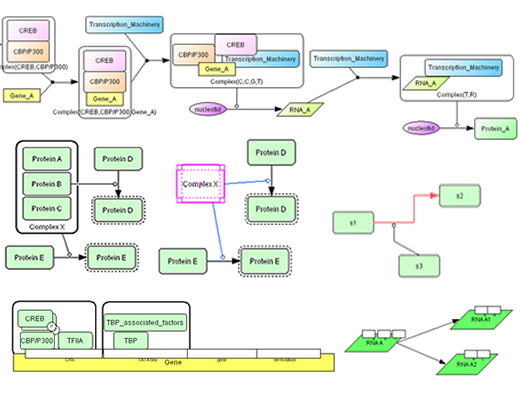 CREB
CBP/P300
Complex(CREB,CBP/P300)
Gene_A
CREB
CBP/P300
Gene_A
Complex(CREB,CBP/P300,Gene_A)
Transcription_Machinery
CREB
CBP/P300
Transcription_Machinery
Gene_A
Complex(C,C,G,T)
nucleotid
RNA_A
Transcription_Machinery
Transcription_Machinery
RNA_A
Complex(T,R)
nucleotid
Protein_A
Protein A
Protein B
Protein C
Complex X
Protein D
Protein D
Protein E
Protein E
Complex X
Protein D
Protein D
Protein E
Protein E
s1
s2
s3
CREB
P
CBP/P300
TFIIA
TBP_associated_factors
TBP
TATA box
gene
termination
Gene
RNA A
RNA A1
RNA A2